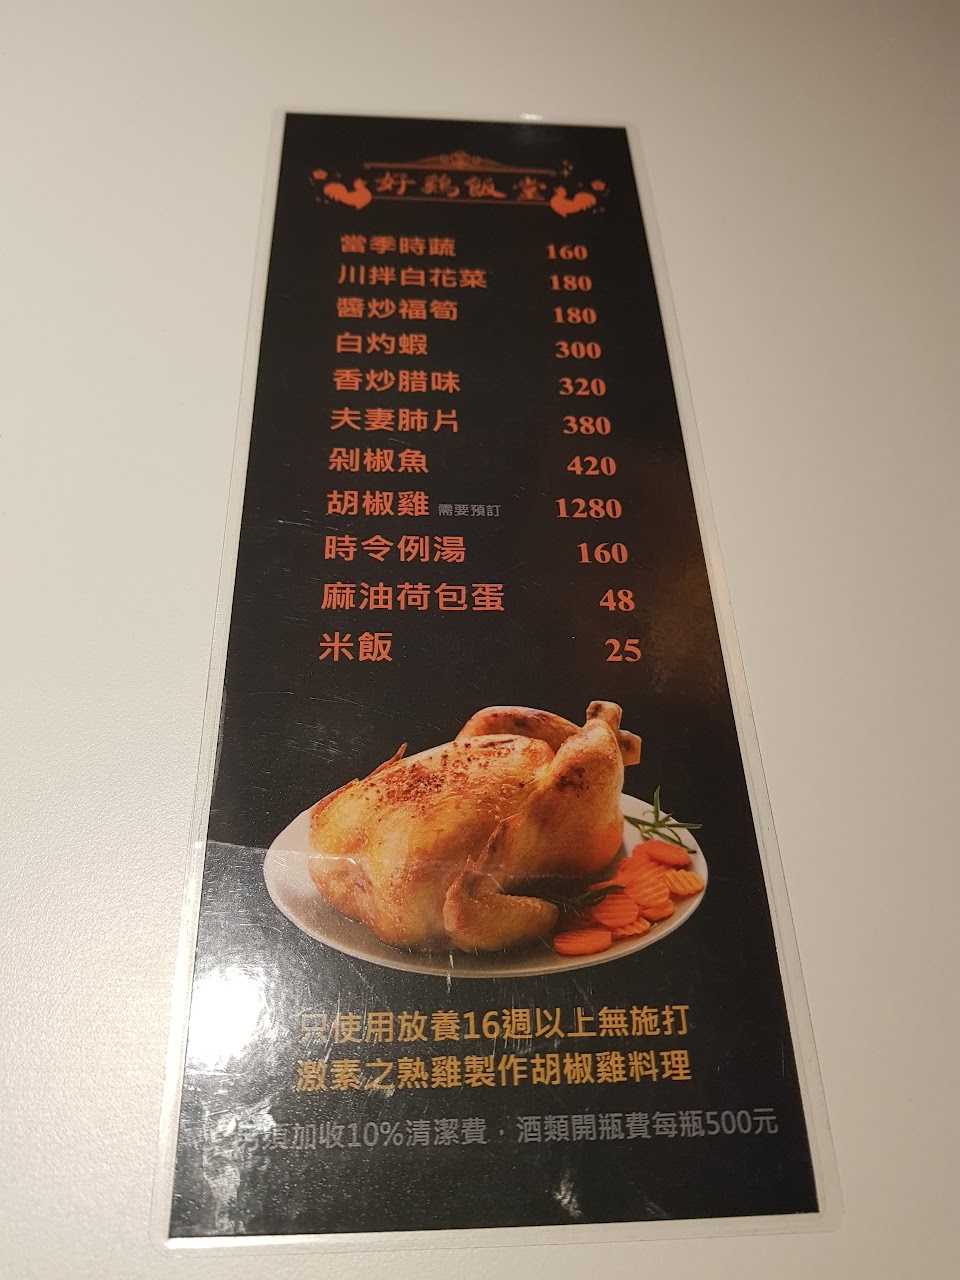 好鷄飯堂
當季時蔬 160
川拌白花菜 180
醬炒福筍 180
白灼蝦 300
香炒腊味 320
夫妻肺片 380
剁椒魚 420
胡椒雞 需要預訂 1280
時令例湯 160
麻油荷包蛋 48
米飯 25
只使用放養16週以上無施打
激素之熟雞製作胡椒雞料理
加收10%清潔費．酒類開瓶費每瓶500元